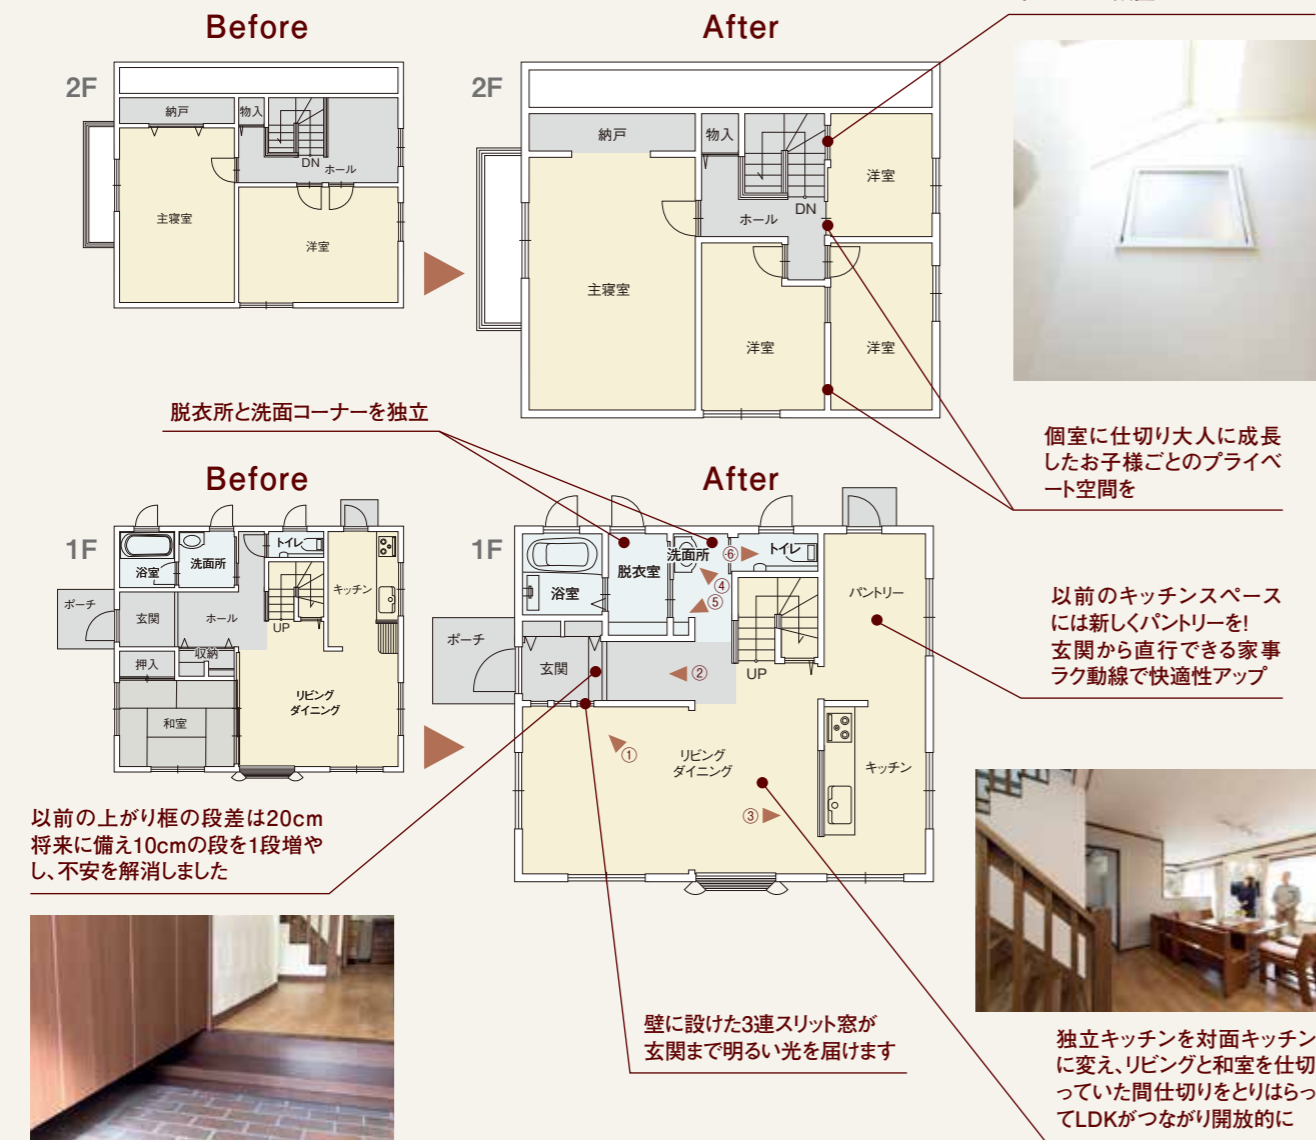 Before
After
2F
納戸
物入
DN
ホール
主寝室
洋室
2F
納戸
物入
洋室
ホール
DN
主寝室
洋室
洋室
個室に仕切り大人に成長
したお子様ごとのプライベ
ート空間を
脱衣所と洗面コーナーを独立
Before
After
1F
浴室
洗面所
トイレ
キッチン
ポーチ
玄関
ホール
UP
押入
収納
リビング
ダイニング
和室
1F
浴室
脱衣室
洗面所
⑥
トイレ
④
⑤
パントリー
ポーチ
玄関
②
UP
①
リビング
ダイニング
キッチン
③
以前のキッチンスペース
には新しくパントリーを!
玄関から直行できる家事
ラク動線で快適性アップ
以前の上がり框の段差は20cm
将来に備え10cmの段を1段増や
し、不安を解消しました
壁に設けた3連スリット窓が
玄関まで明るい光を届けます
独立キッチンを対面キッチン
に変え、リビングと和室を仕切
っていた間仕切りをとりはらっ
てLDKがつながり開放的に